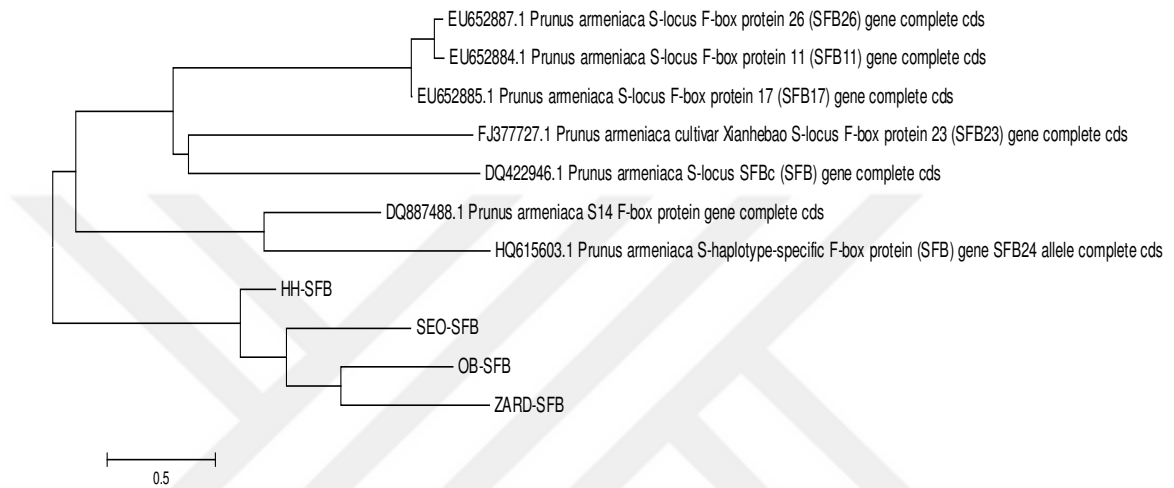 EU652887.1 Prunus armeniaca S-locus F-box protein 26 (SFB26) gene complete cds
EU652884.1 Prunus armeniaca S-locus F-box protein 11 (SFB11) gene complete cds
EU652885.1 Prunus armeniaca S-locus F-box protein 17 (SFB17) gene complete cds
FJ377727.1 Prunus armeniaca cultivar Xianhebao S-locus F-box protein 23 (SFB23) gene complete cds
DQ422946.1 Prunus armeniaca S-locus SFBc (SFB) gene complete cds
DQ887488.1 Prunus armeniaca S14 F-box protein gene complete cds
HQ615603.1 Prunus armeniaca S-haplotype-specific F-box protein (SFB) gene SFB24 allele complete cds
HH-SFB
SEO-SFB
OB-SFB
ZARD-SFB
0.5